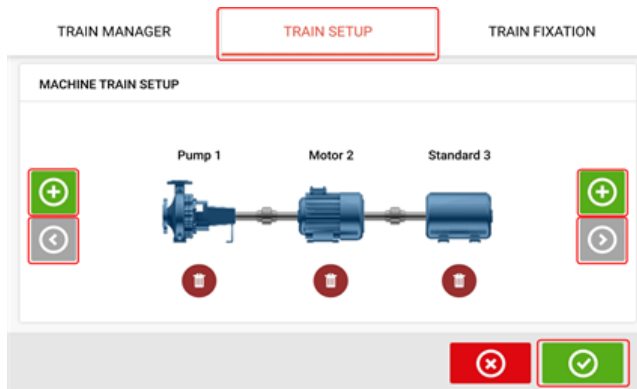 TRAIN MANAGER
TRAIN SETUP
TRAIN FIXATION
MACHINE TRAIN SETUP
Pump 1
Motor 2
Standard 3